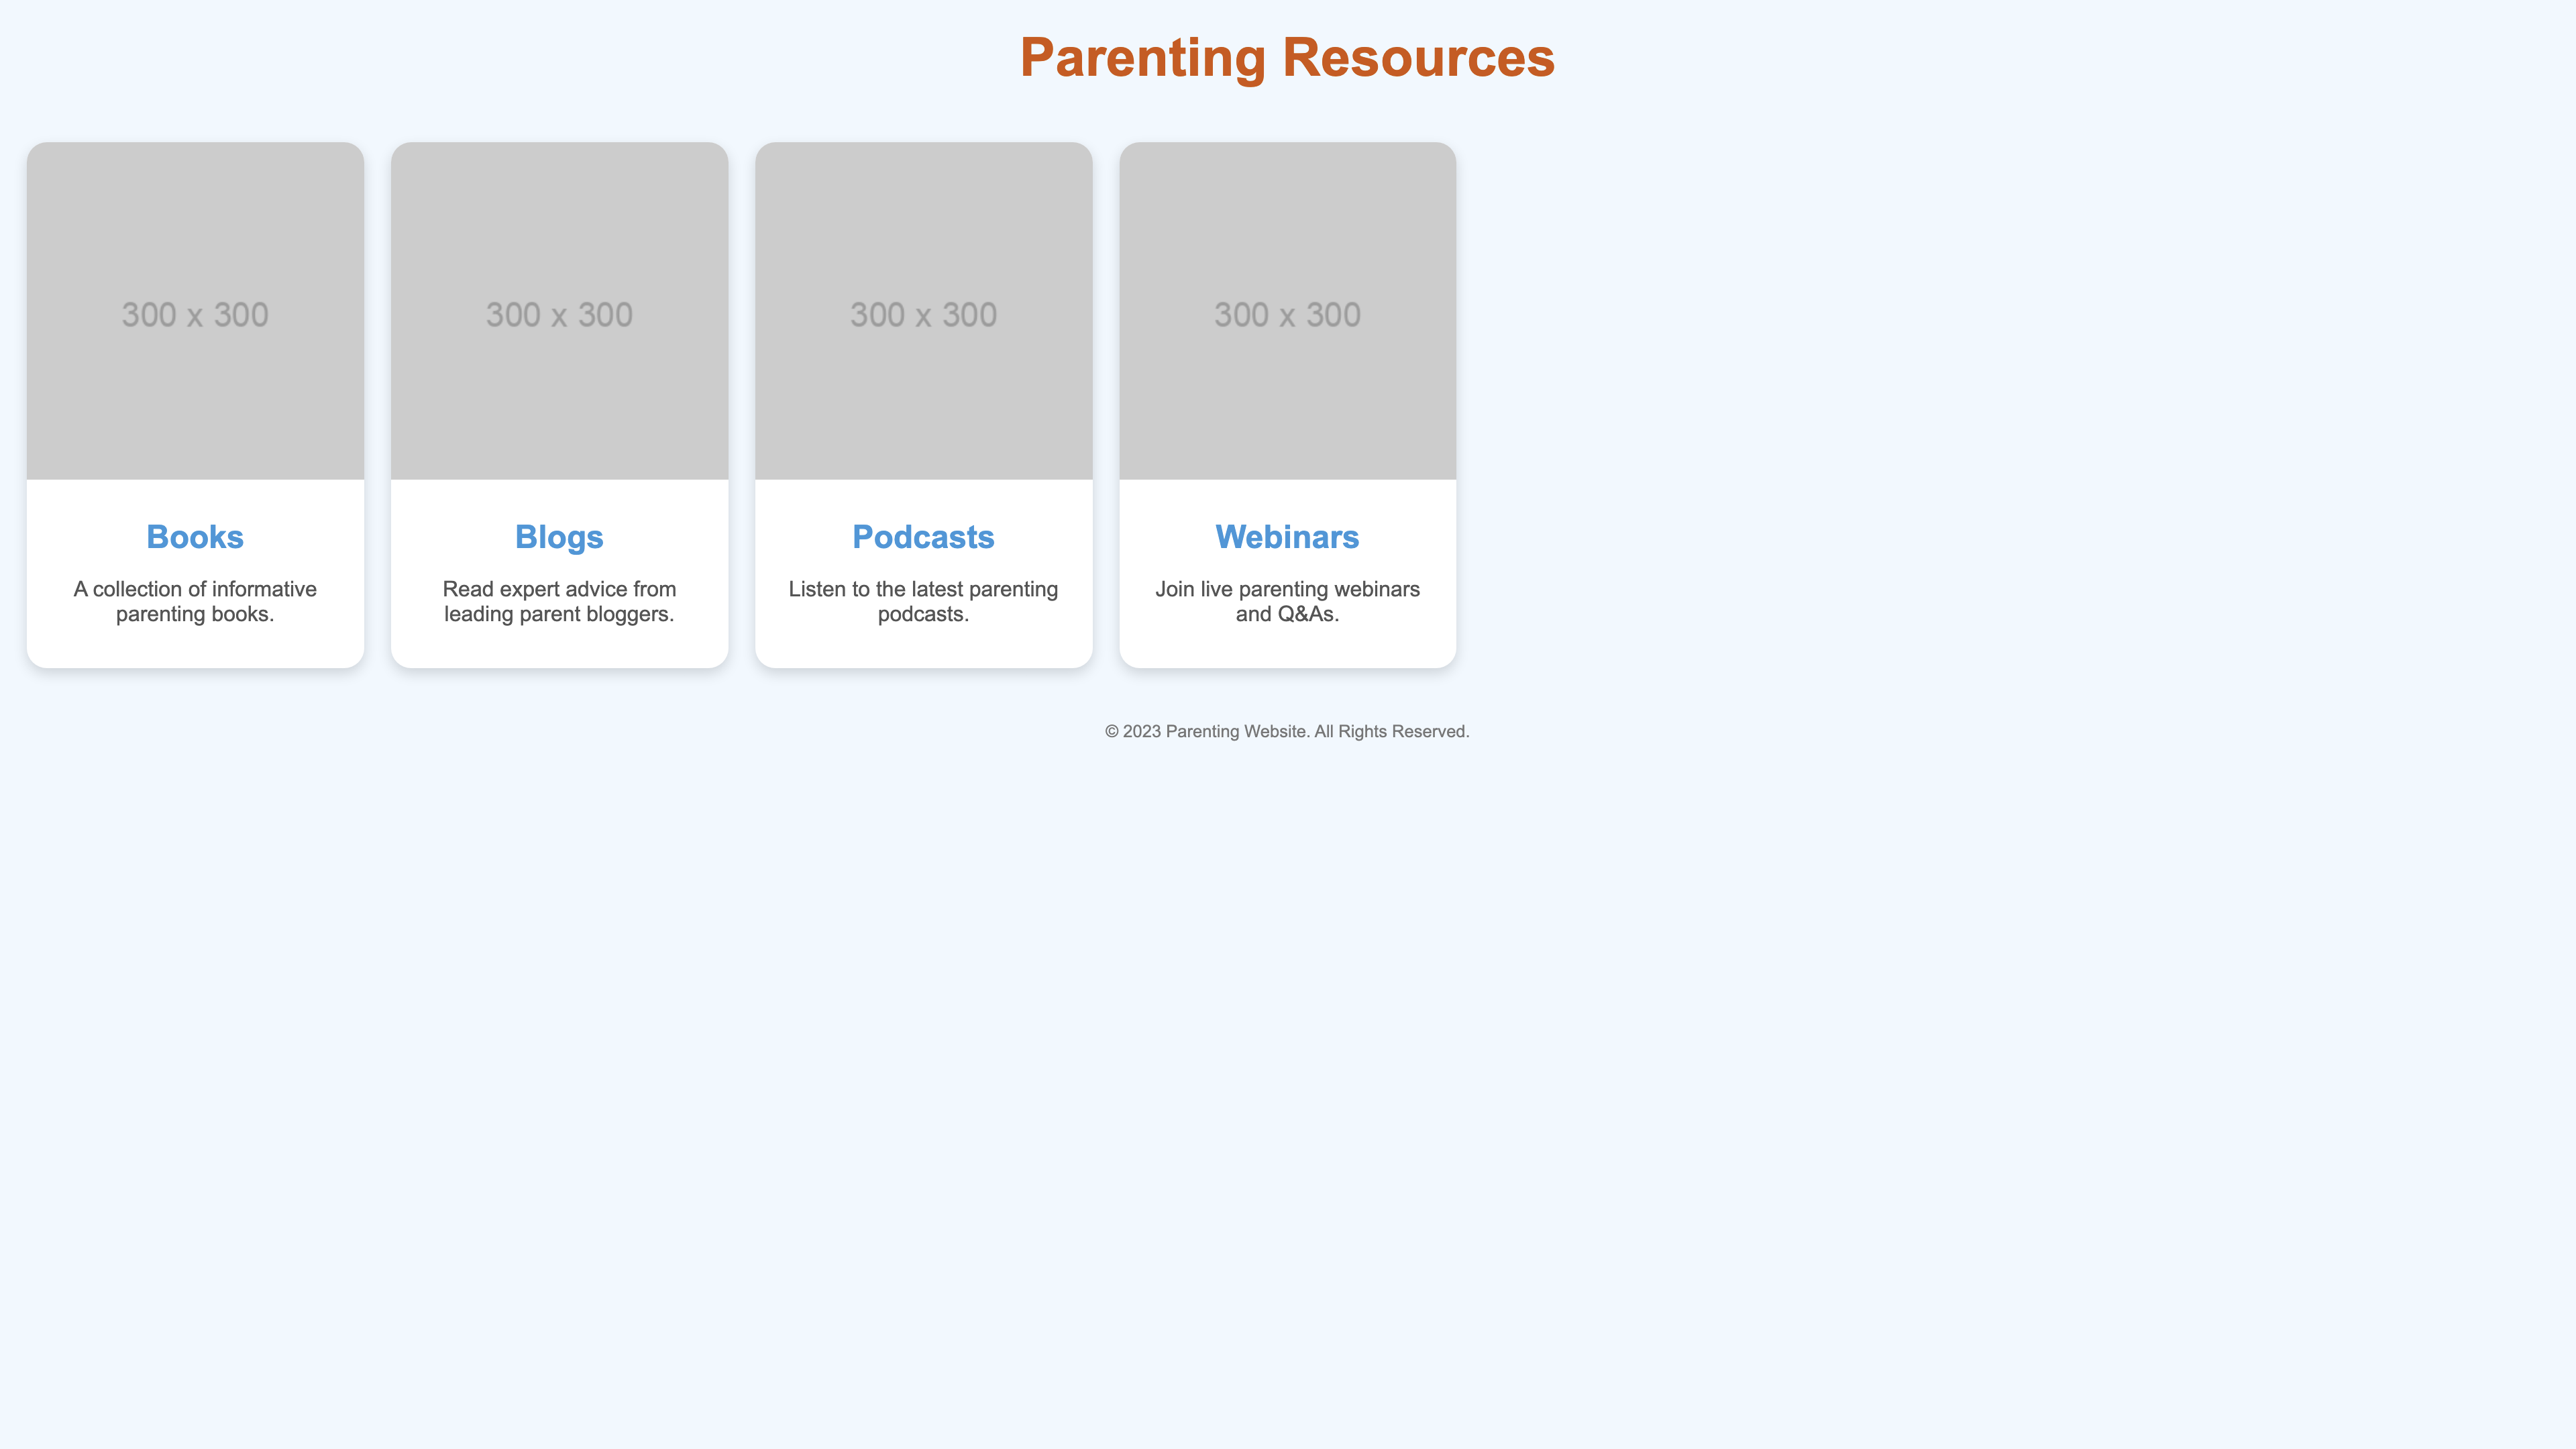 Parenting Resources
300 x 300
300 x 300
300 x 300
300 x 300
Books
A collection of informative
parenting books.
Blogs
Read expert advice from
leading parent bloggers.
Podcasts
Listen to the latest parenting
podcasts.
Webinars
Join live parenting webinars
and Q&As.
© 2023 Parenting Website. All Rights Reserved.